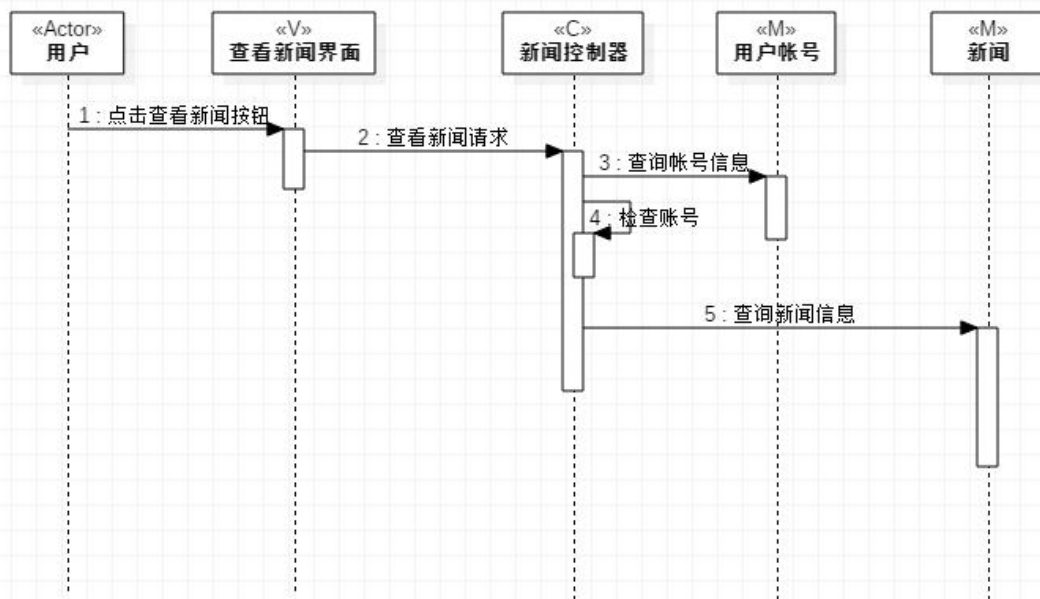 «Actor»
用户
«V»
查看新闻界面
«C»
新闻控制器
«M»
用户帐号
«M»
新闻
1 : 点击查看新闻按钮
2 : 查看新闻请求
3 : 查询帐号信息
4 : 检查账号
5 : 查询新闻信息